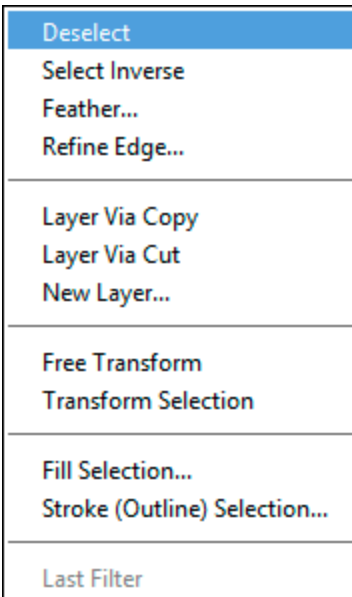 Deselect
Select Inverse
Feather...
Refine Edge...
Layer Via Copy
Layer Via Cut
New Layer...
Free Transform
Transform Selection
Fill Selection...
Stroke (Outline) Selection...
Last Filter